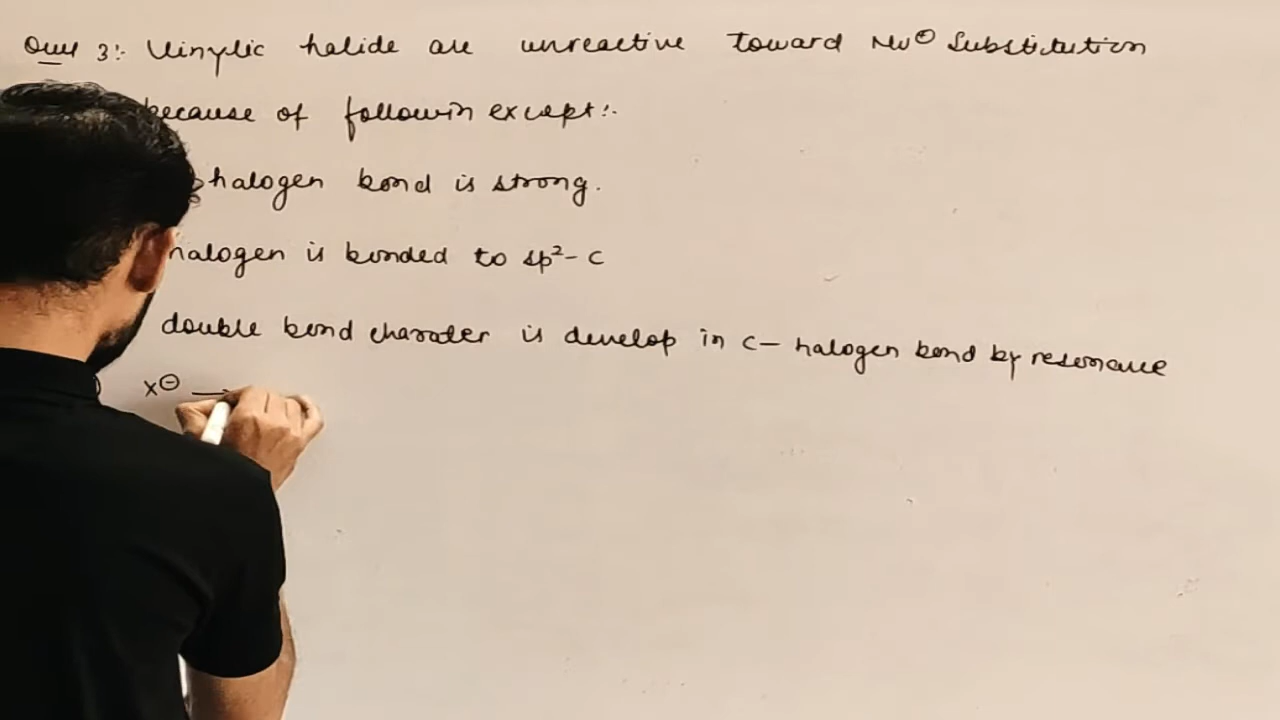 Ques 3:. Vinylic halide are unreactive toward Nu⊖ Substitution
because of followin except:.
halogen bond is strong.
halogen is bonded to sp²- C
double bond charater is develop in C- halogen bond by resonance
) X⊖ —